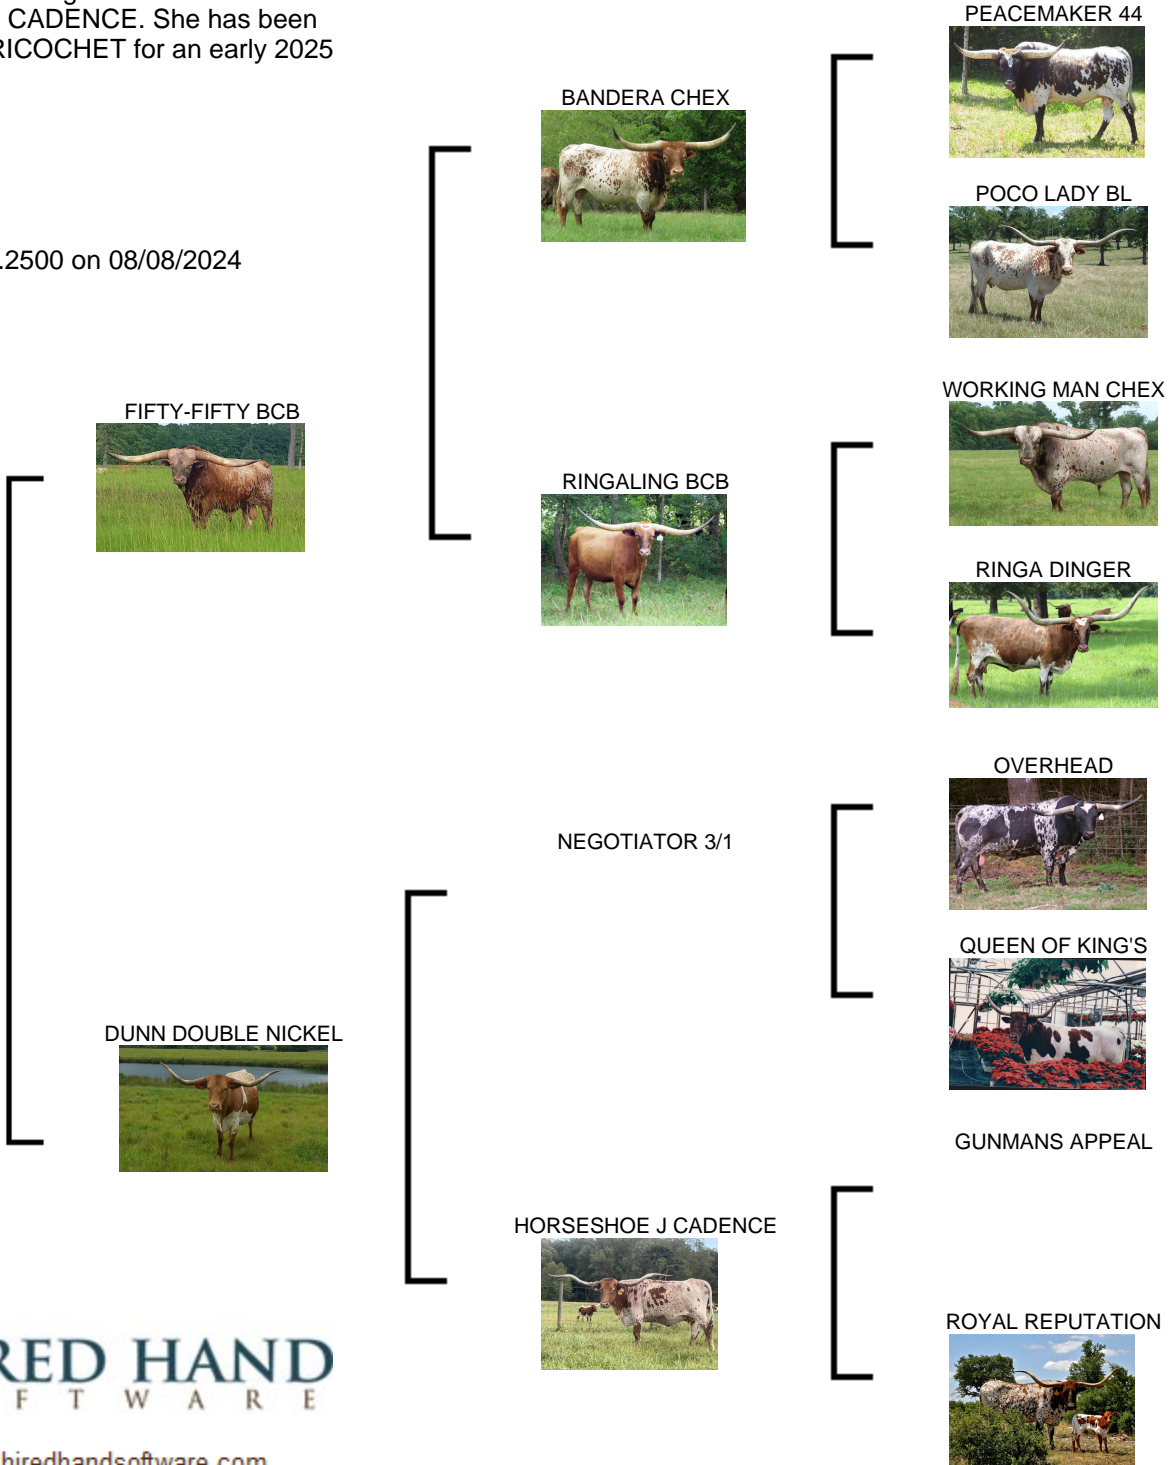 CADENCE. She has been
RICOCHET for an early 2025
.2500 on 08/08/2024
FIFTY-FIFTY BCB
DUNN DOUBLE NICKEL
BANDERA CHEX
RINGALING BCB
NEGOTIATOR 3/1
HORSESHOE J CADENCE
PEACEMAKER 44
POCO LADY BL
WORKING MAN CHEX
RINGA DINGER
OVERHEAD
QUEEN OF KING'S
GUNMANS APPEAL
ROYAL REPUTATION
RED HAND
F T W A R E
hiredhandsoftware.com